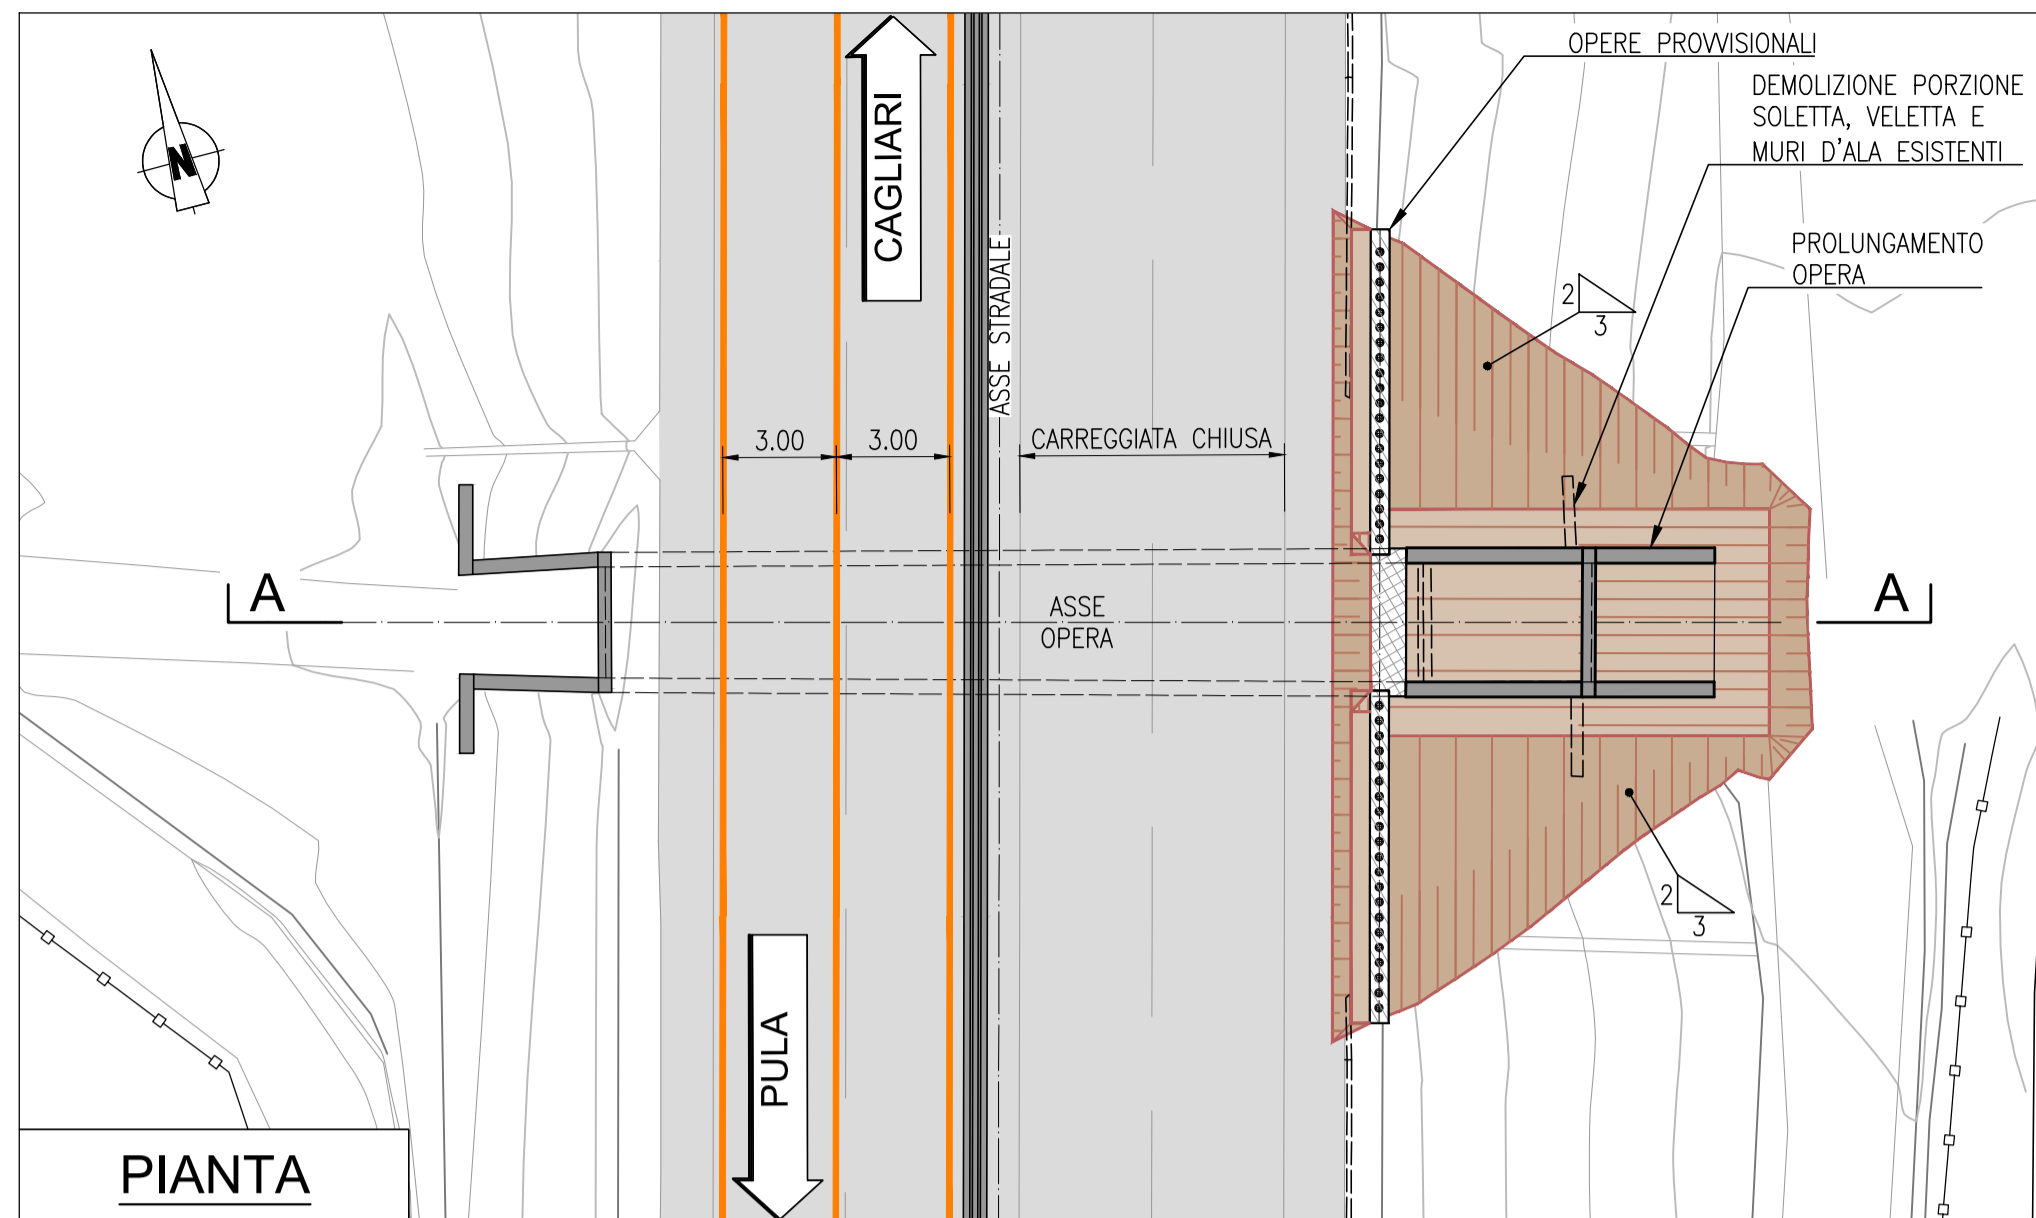 OPERE PROVVISIONALI
DEMOLIZIONE PORZIONE
SOLETTA, VELETTA E
MURI D'ALA ESISTENTI
PROLUNGAMENTO
OPERA
N
CAGLIARI
ASSE STRADALE
2
3
3.00
3.00
CARREGGIATA CHIUSA
A
ASSE
OPERA
A
2
3
PULA
PIANTA